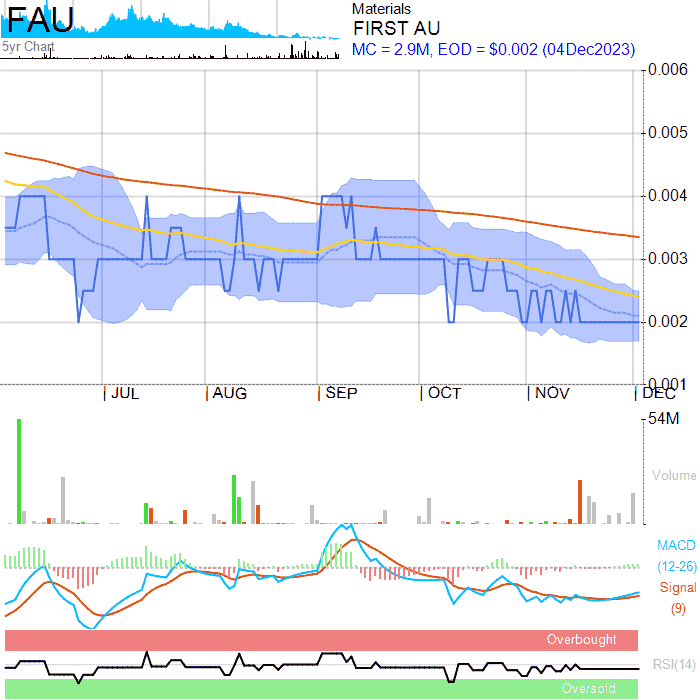 FAU
Materials
FIRST AU
MC = 2.9M, EOD = $0.002 (04Dec2023)
5yr Chart
0.006
0.005
0.004
0.003
0.002
0.001
| JUL | AUG | SEP | OCT | NOV | DEC
54M
Volume
MACD
(12-26)
Signal
(9)
Overbought
RSI(14)
Oversold